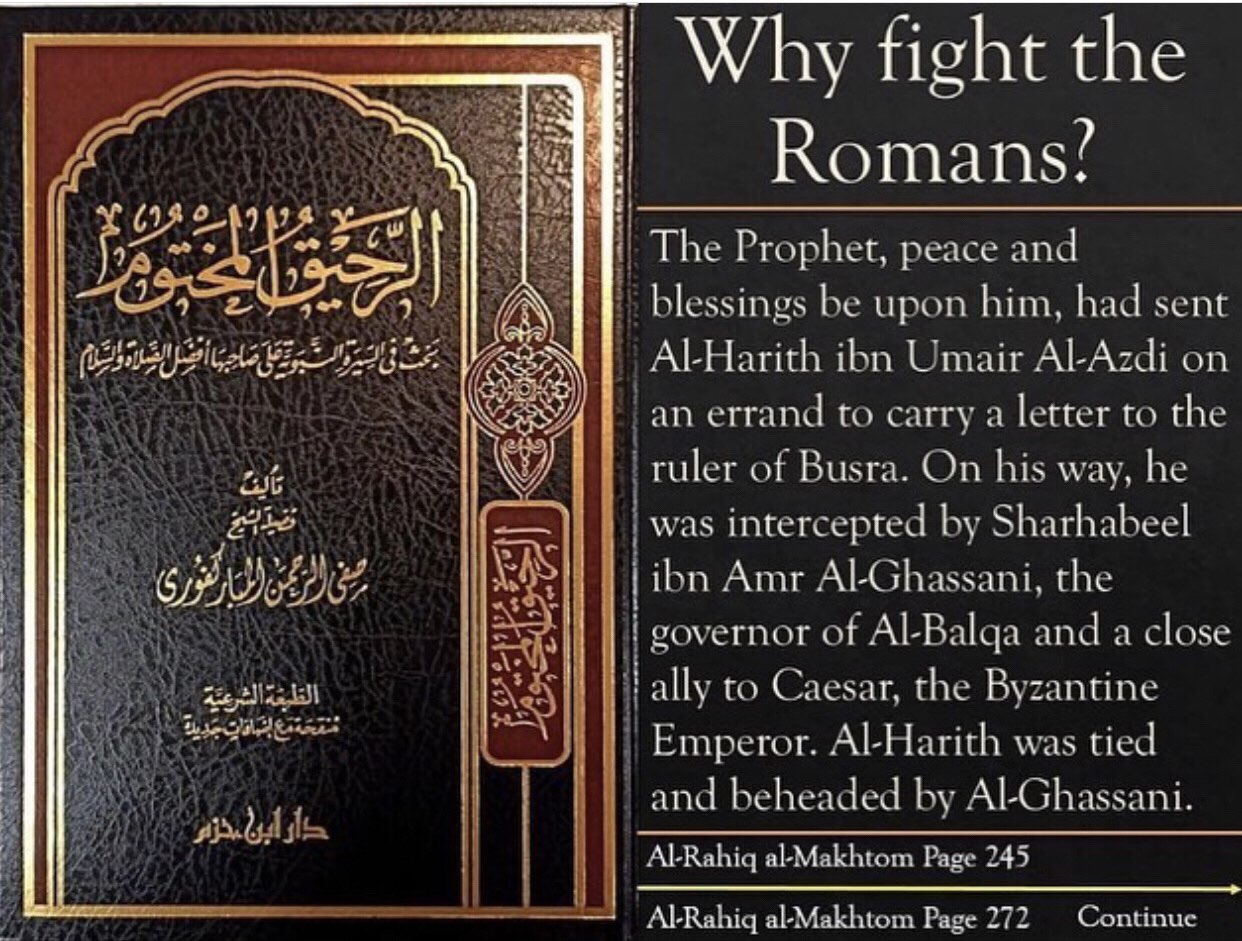 الرحيق المختوم
بحث في السيرة النبوية على صاحبها أفضل الصلاة والسلام
تأليف
فضيلة الشيخ
صفي الرحمن المباركفوري
الطبعة الشرعية
منقحة مع إضافات جديدة
دار ابن حزم
الرحيق المختوم
Why fight the
Romans?
The Prophet, peace and
blessings be upon him, had sent
Al-Harith ibn Umair Al-Azdi on
an errand to carry a letter to the
ruler of Busra. On his way, he
was intercepted by Sharhabeel
ibn Amr Al-Ghassani, the
governor of Al-Balqa and a close
ally to Caesar, the Byzantine
Emperor. Al-Harith was tied
and beheaded by Al-Ghassani.
Al-Rahiq al-Makhtom Page 245
Al-Rahiq al-Makhtom Page 272 Continue